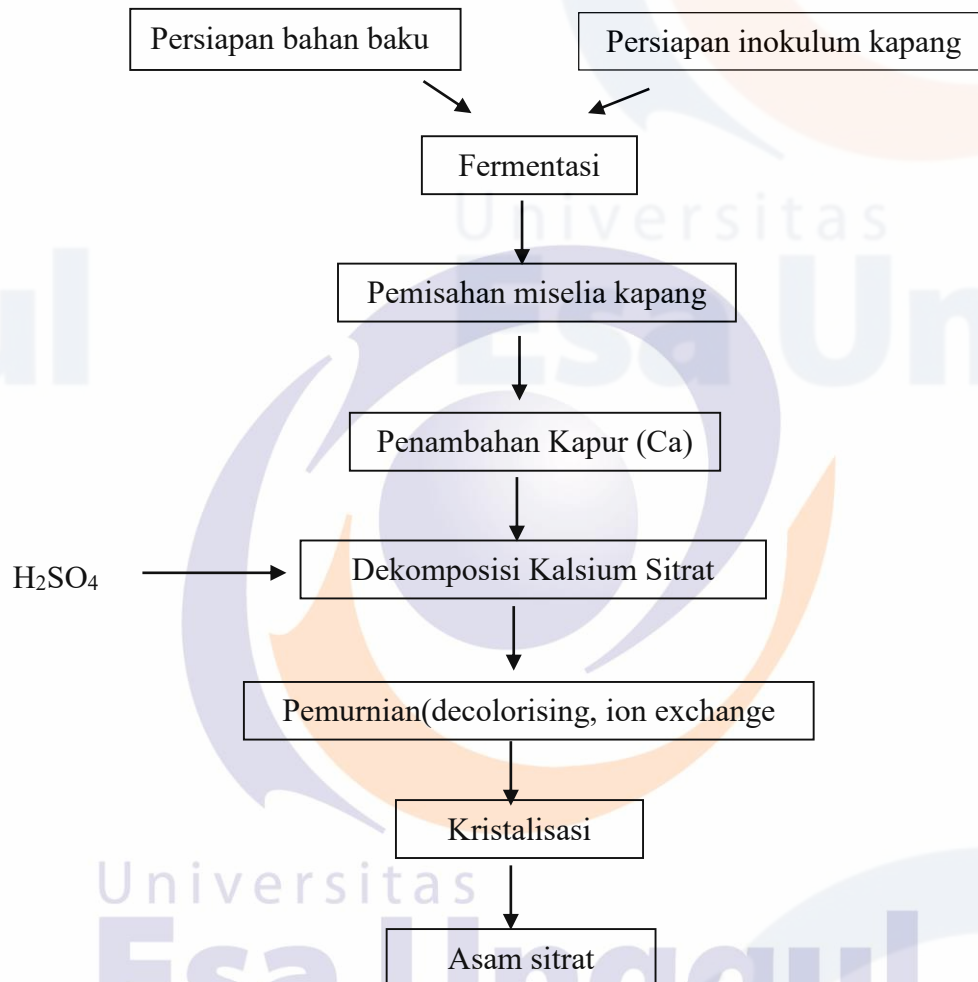 Persiapan bahan baku
Persiapan inokulum kapang
Fermentasi
Universitas
Esa Un
ul
Pemisahan miselia kapang
Penambahan Kapur (Ca)
H₂SO₄
Dekomposisi Kalsium Sitrat
Pemurnian(decolorising, ion exchange
Kristalisasi
Universitas
Esa Unggul
Asam sitrat